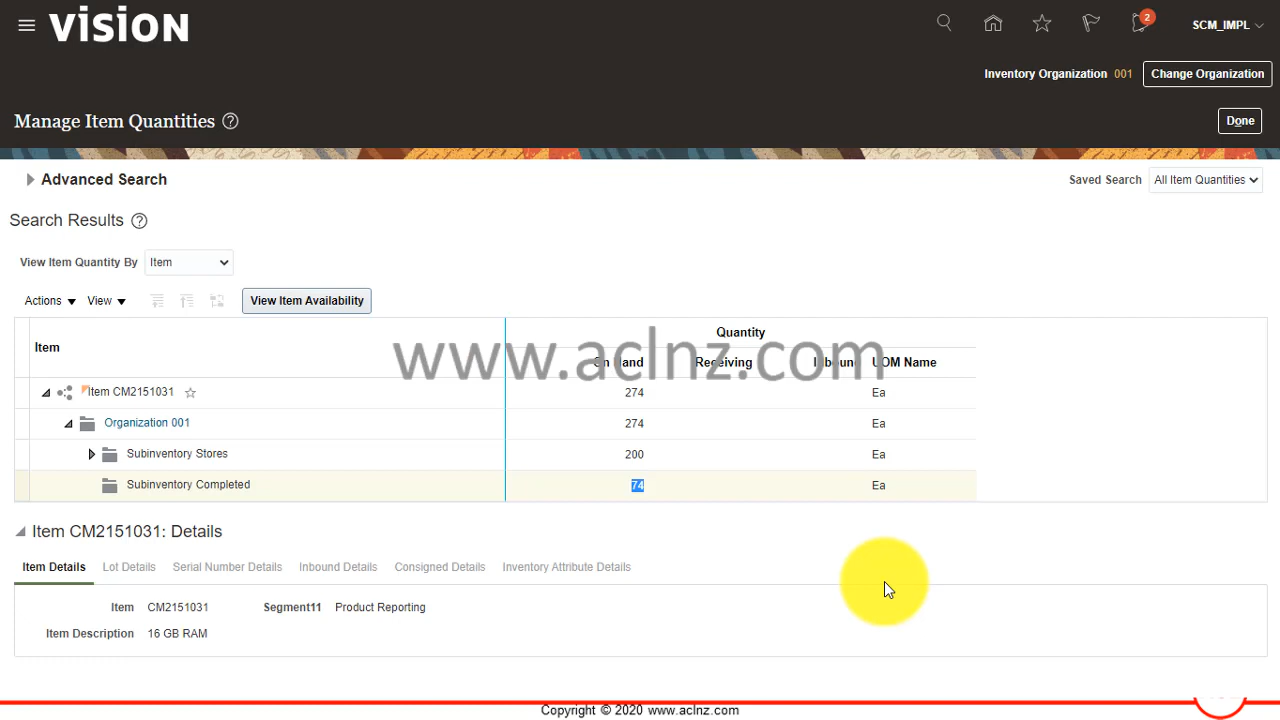 vision
2
SCM_IMPL
Inventory Organization 001 Change Organization
Manage Item Quantities ?
Done
Advanced Search
Saved Search All Item Quantities
Search Results ?
View Item Quantity By Item
Actions View View Item Availability
Quantity
Item
On Hand Receiving Inbound UOM Name
www.aclnz.com
Item CM2151031 274 Ea
Organization 001 274 Ea
Subinventory Stores 200 Ea
Subinventory Completed 74 Ea
Item CM2151031: Details
Item Details Lot Details Serial Number Details Inbound Details Consigned Details Inventory Attribute Details
Item CM2151031 Segment11 Product Reporting
Item Description 16 GB RAM
Copyright © 2020 www.aclnz.com